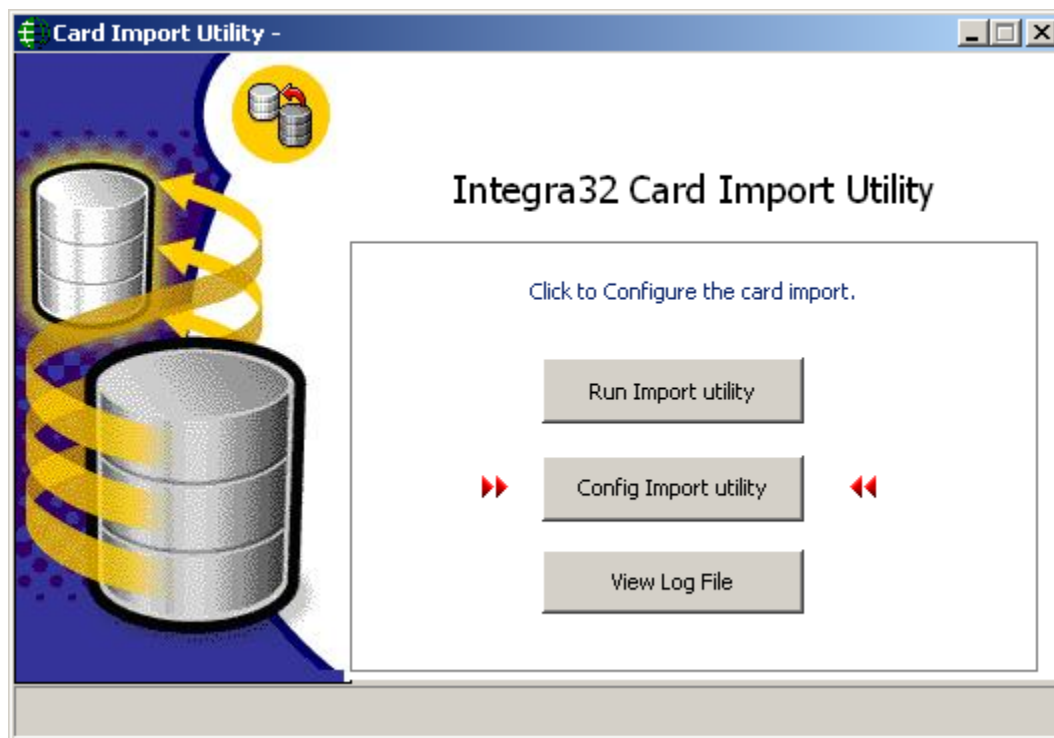 Card Import Utility -
Integra32 Card Import Utility
Click to Configure the card import.
Run Import utility
Config Import utility
View Log File